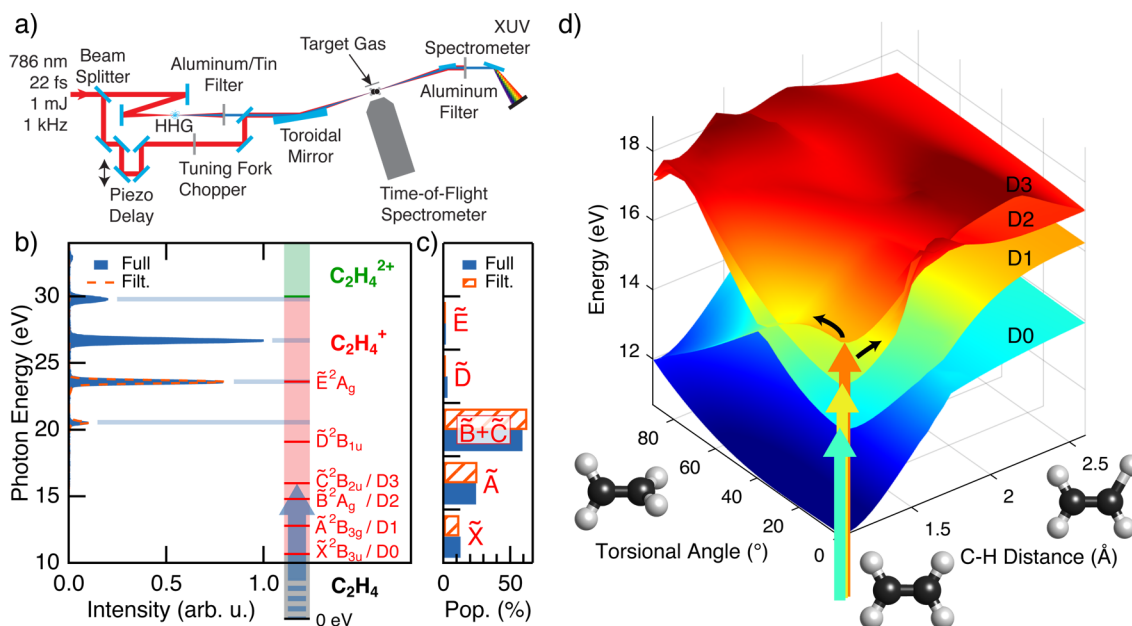 a)
786 nm
22 fs
1 mJ
1 kHz
Beam
Splitter
Aluminum/Tin
Filter
HHG
Piezo
Delay
Tuning Fork
Chopper
Toroidal
Mirror
Target Gas
Time-of-Flight
Spectrometer
XUV
Spectrometer
Aluminum
Filter
b)
Full
Filt.
Photon Energy (eV)
30
25
20
15
10
0.0
0.5
1.0
Intensity (arb. u.)
C₂H₄²⁺
C₂H₄⁺
Ẽ²Ag
D̃²B1u
C̃²B2u / D3
B̃²Ag / D2
òB3g / D1
X̃²B3u / D0
C₂H₄
0 eV
c)
Full
Filt.
Ẽ
D̃
B̃+C̃
Ã
X̃
0
50
Pop. (%)
d)
Energy (eV)
18
16
14
12
D3
D2
D1
D0
80
60
40
20
0
Torsional Angle (°)
1.5
2
2.5
C-H Distance (Å)